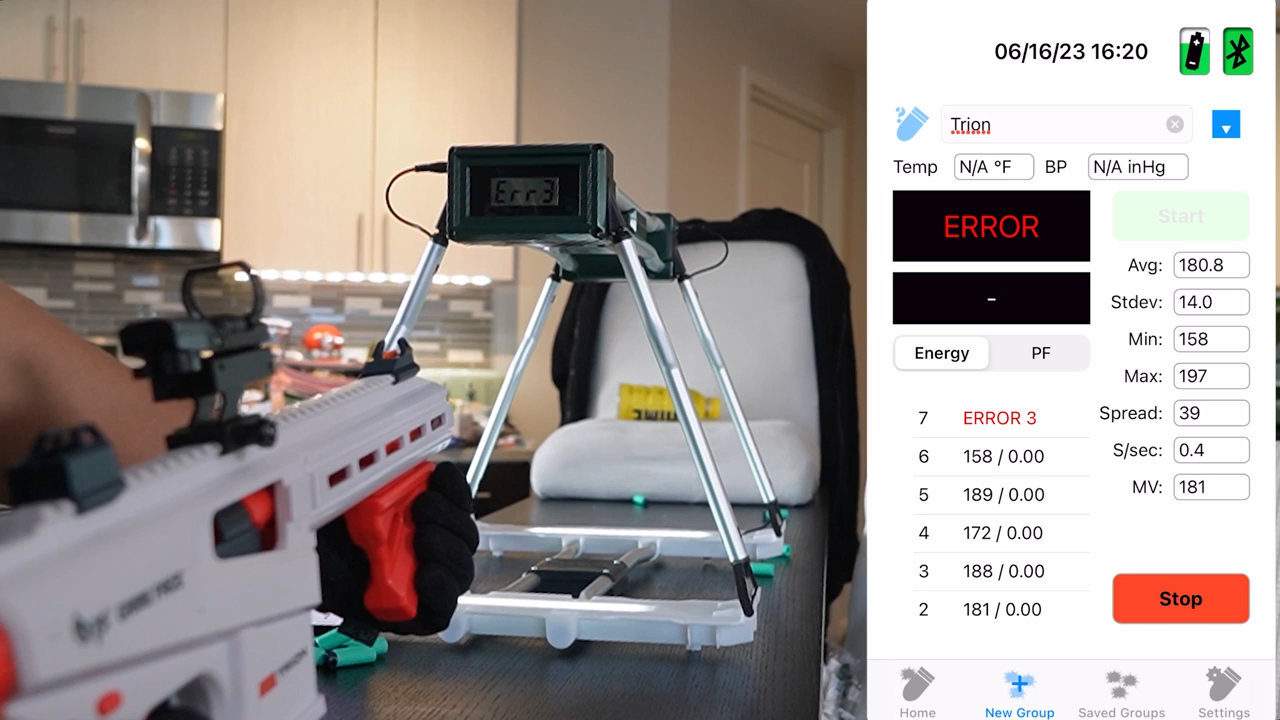 Err3
06/16/23 16:20
Trion
Temp N/A °F BP N/A inHg
ERROR
Start
-
Avg: 180.8
Stdev: 14.0
Min: 158
Max: 197
Spread: 39
S/sec: 0.4
MV: 181
Energy PF
7 ERROR 3
6 158 / 0.00
5 189 / 0.00
4 172 / 0.00
3 188 / 0.00
2 181 / 0.00
Stop
Home New Group Saved Groups Settings